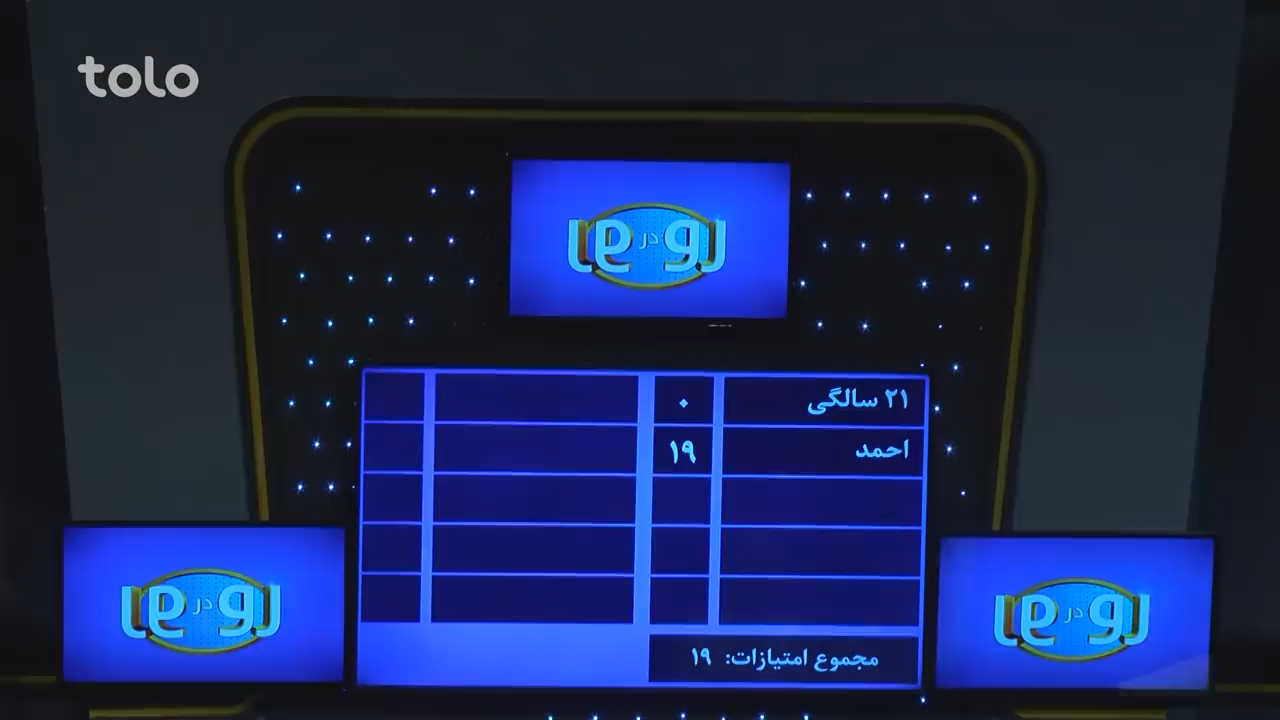 tolo
رو در رو
۲۱ سالگی ۰
احمد ۱۹
مجموع امتیازات: ۱۹
رو در رو
رو در رو